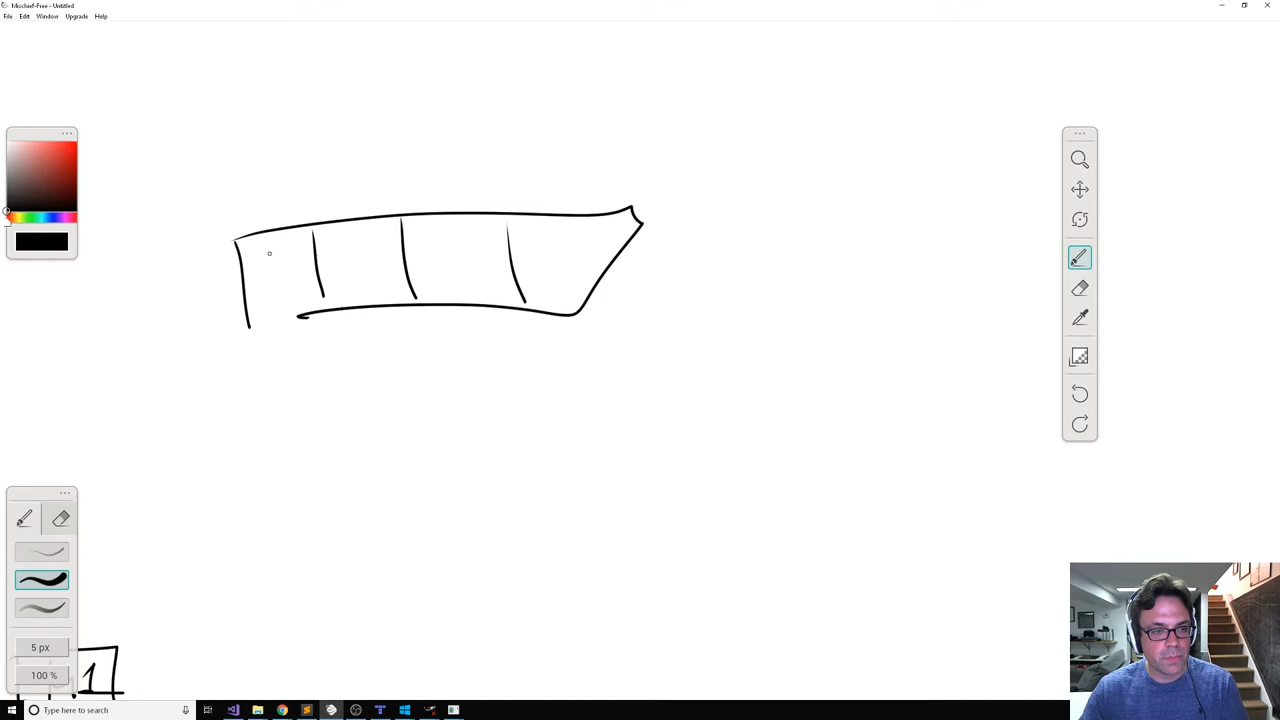 Mischief-Free - Untitled
File Edit Window Upgrade Help
5 px
100 %
1
Type here to search